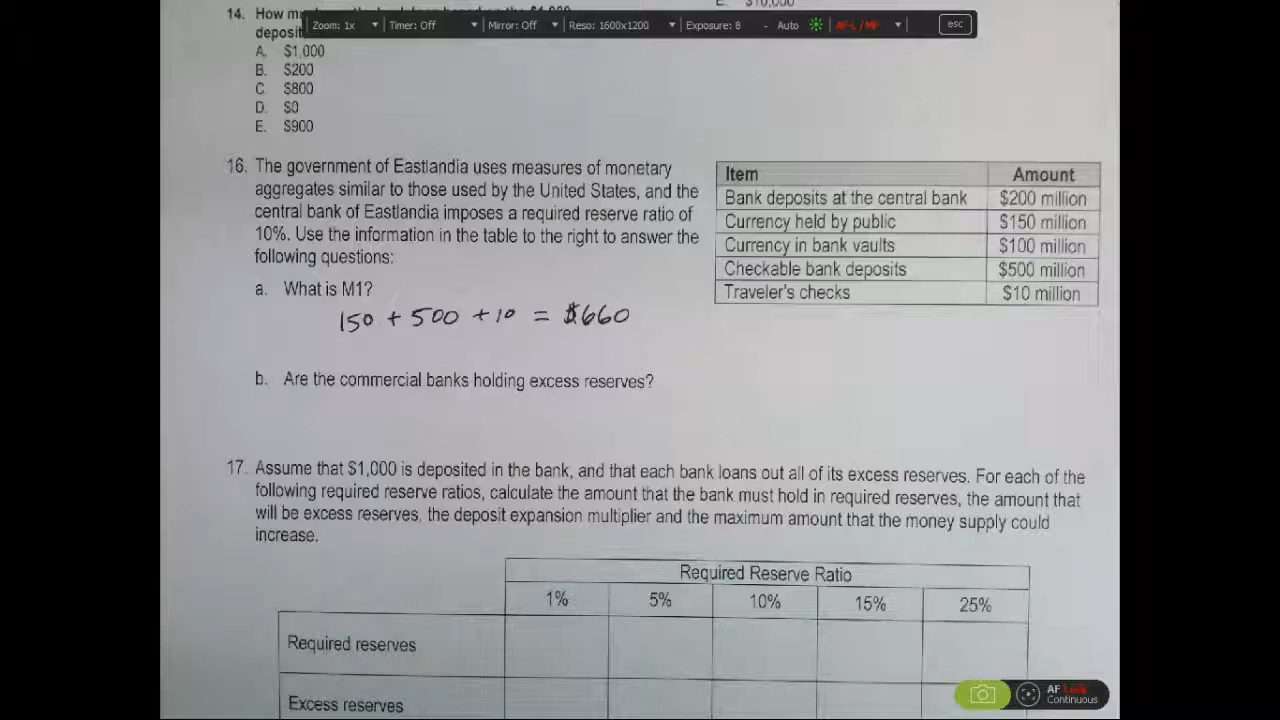 E. $10,000
14. How
deposit
Zoom: 1x Timer: Off Mirror: Off Reso: 1600x1200 Exposure: 8 - Auto AF-L / MF esc
A. $1,000
B. $200
C. $800
D. $0
E. $900
16. The government of Eastlandia uses measures of monetary
aggregates similar to those used by the United States, and the
central bank of Eastlandia imposes a required reserve ratio of
10%. Use the information in the table to the right to answer the
following questions:
Item Amount
Bank deposits at the central bank $200 million
Currency held by public $150 million
Currency in bank vaults $100 million
Checkable bank deposits $500 million
Traveler's checks $10 million
a. What is M1?
150 + 500 + 10 = $660
b. Are the commercial banks holding excess reserves?
17. Assume that $1,000 is deposited in the bank, and that each bank loans out all of its excess reserves. For each of the
following required reserve ratios, calculate the amount that the bank must hold in required reserves, the amount that
will be excess reserves, the deposit expansion multiplier and the maximum amount that the money supply could
increase.
Required Reserve Ratio
1% 5% 10% 15% 25%
Required reserves
Excess reserves
AF Lock
Continuous